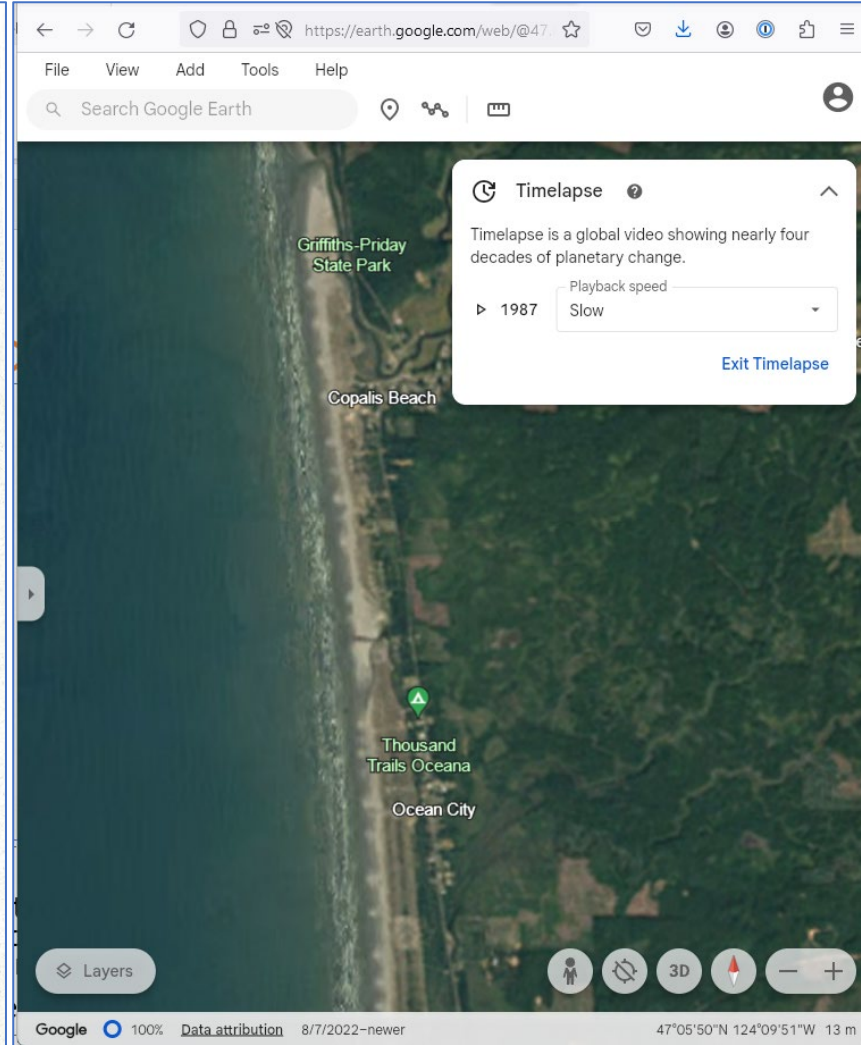 https://earth.google.com/web/@47.
File View Add Tools Help
Search Google Earth
Timelapse
Timelapse is a global video showing nearly four
decades of planetary change.
Playback speed
1987 Slow
Exit Timelapse
Griffiths-Priday
State Park
Copalis Beach
Thousand
Trails Oceana
Ocean City
Layers
3D
Google 100% Data attribution 8/7/2022–newer 47°05'50"N 124°09'51"W 13 m